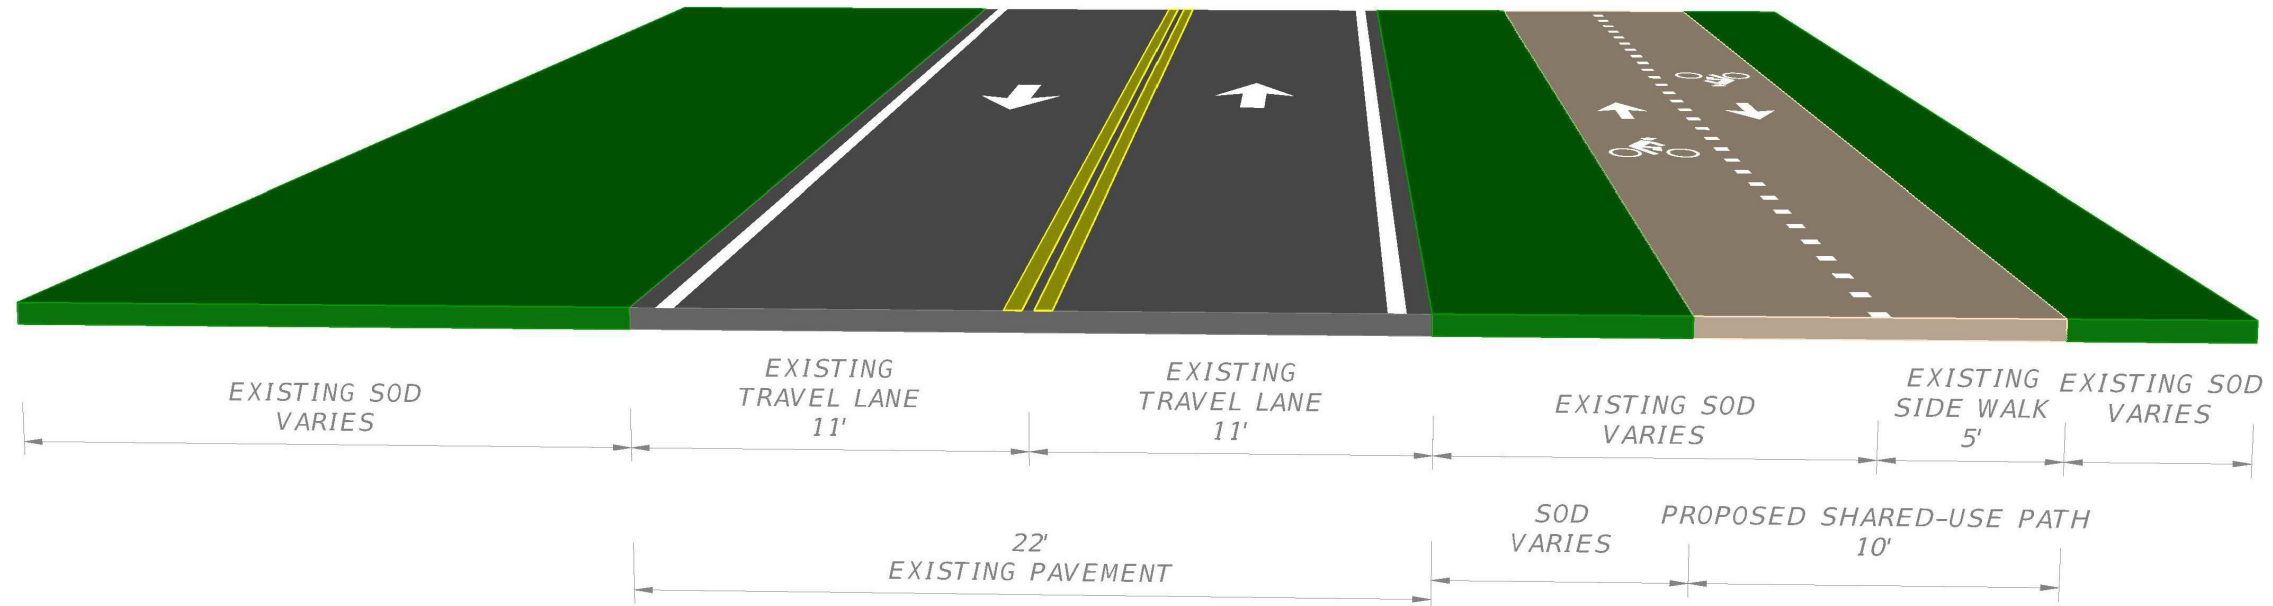 EXISTING SOD
VARIES
EXISTING
TRAVEL LANE
11'
EXISTING
TRAVEL LANE
11'
EXISTING SOD
VARIES
EXISTING
SIDE WALK
5'
EXISTING SOD
VARIES
22'
EXISTING PAVEMENT
SOD
VARIES
PROPOSED SHARED-USE PATH
10'